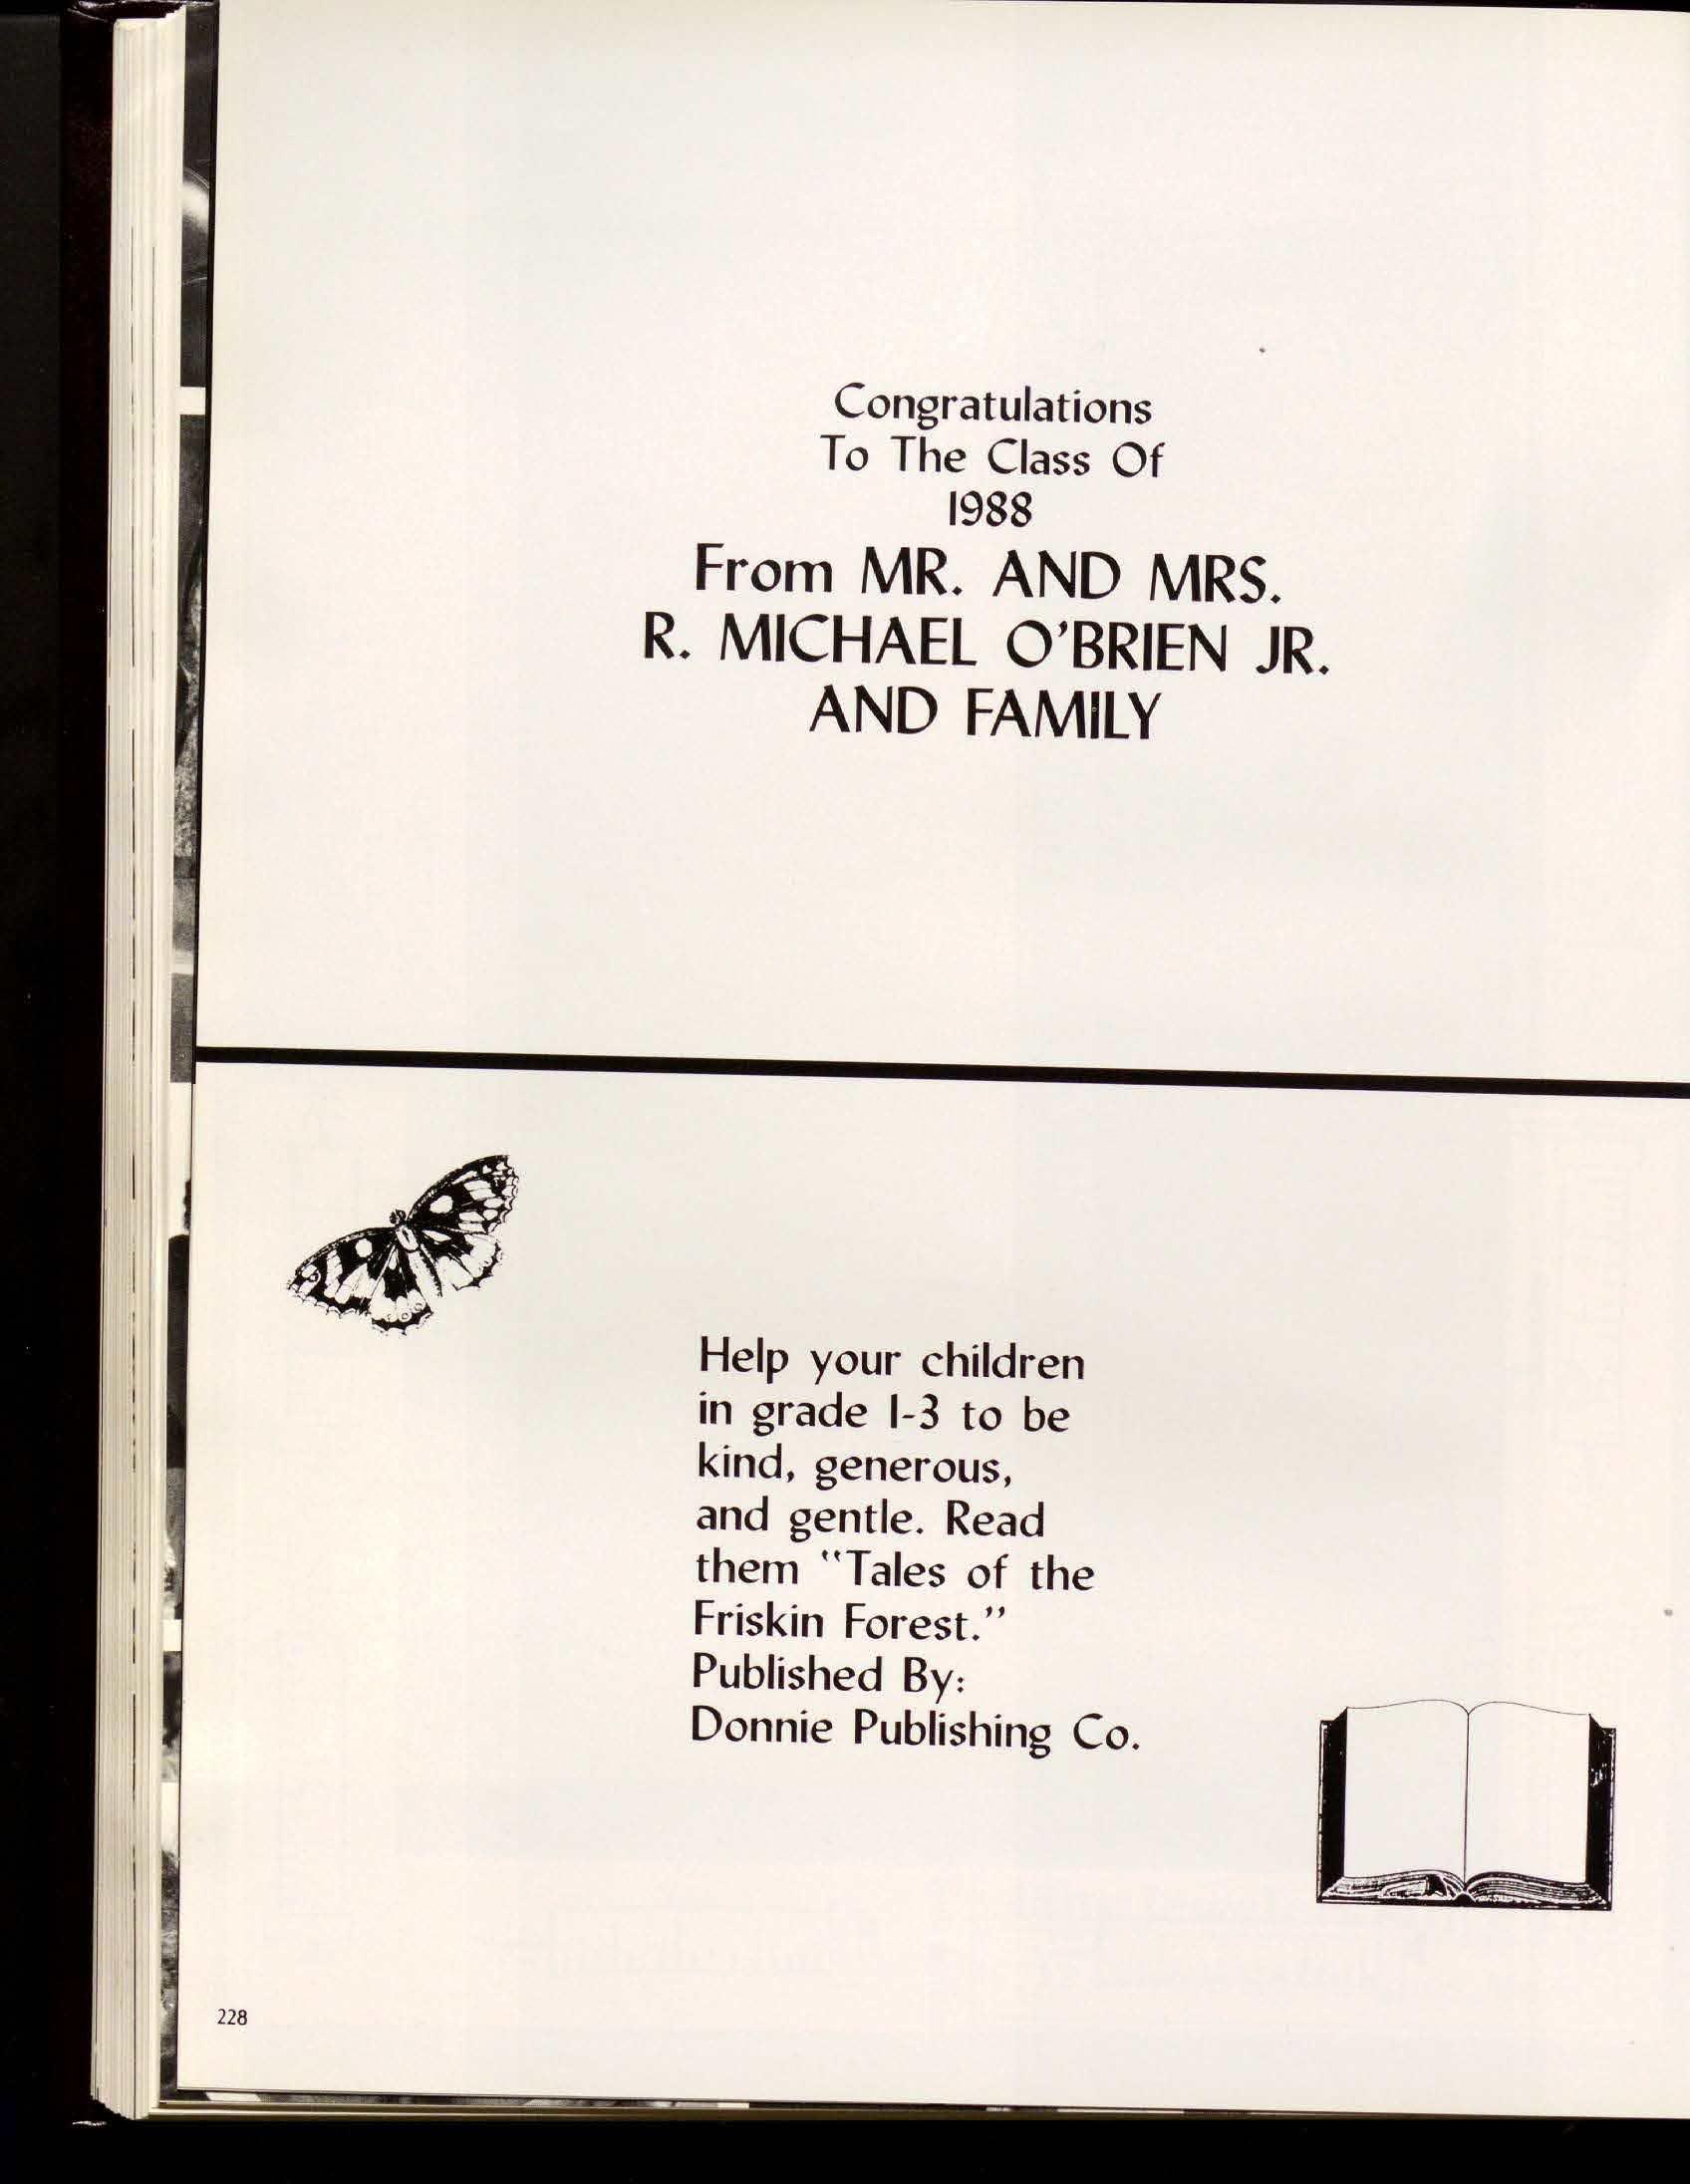 Congratulations
To The Class Of
1988
From MR. AND MRS.
R. MICHAEL O'BRIEN JR.
AND FAMILY
Help your children
in grade 1-3 to be
kind, generous,
and gentle. Read
them "Tales of the
Friskin Forest."
Published By:
Donnie Publishing Co.
228